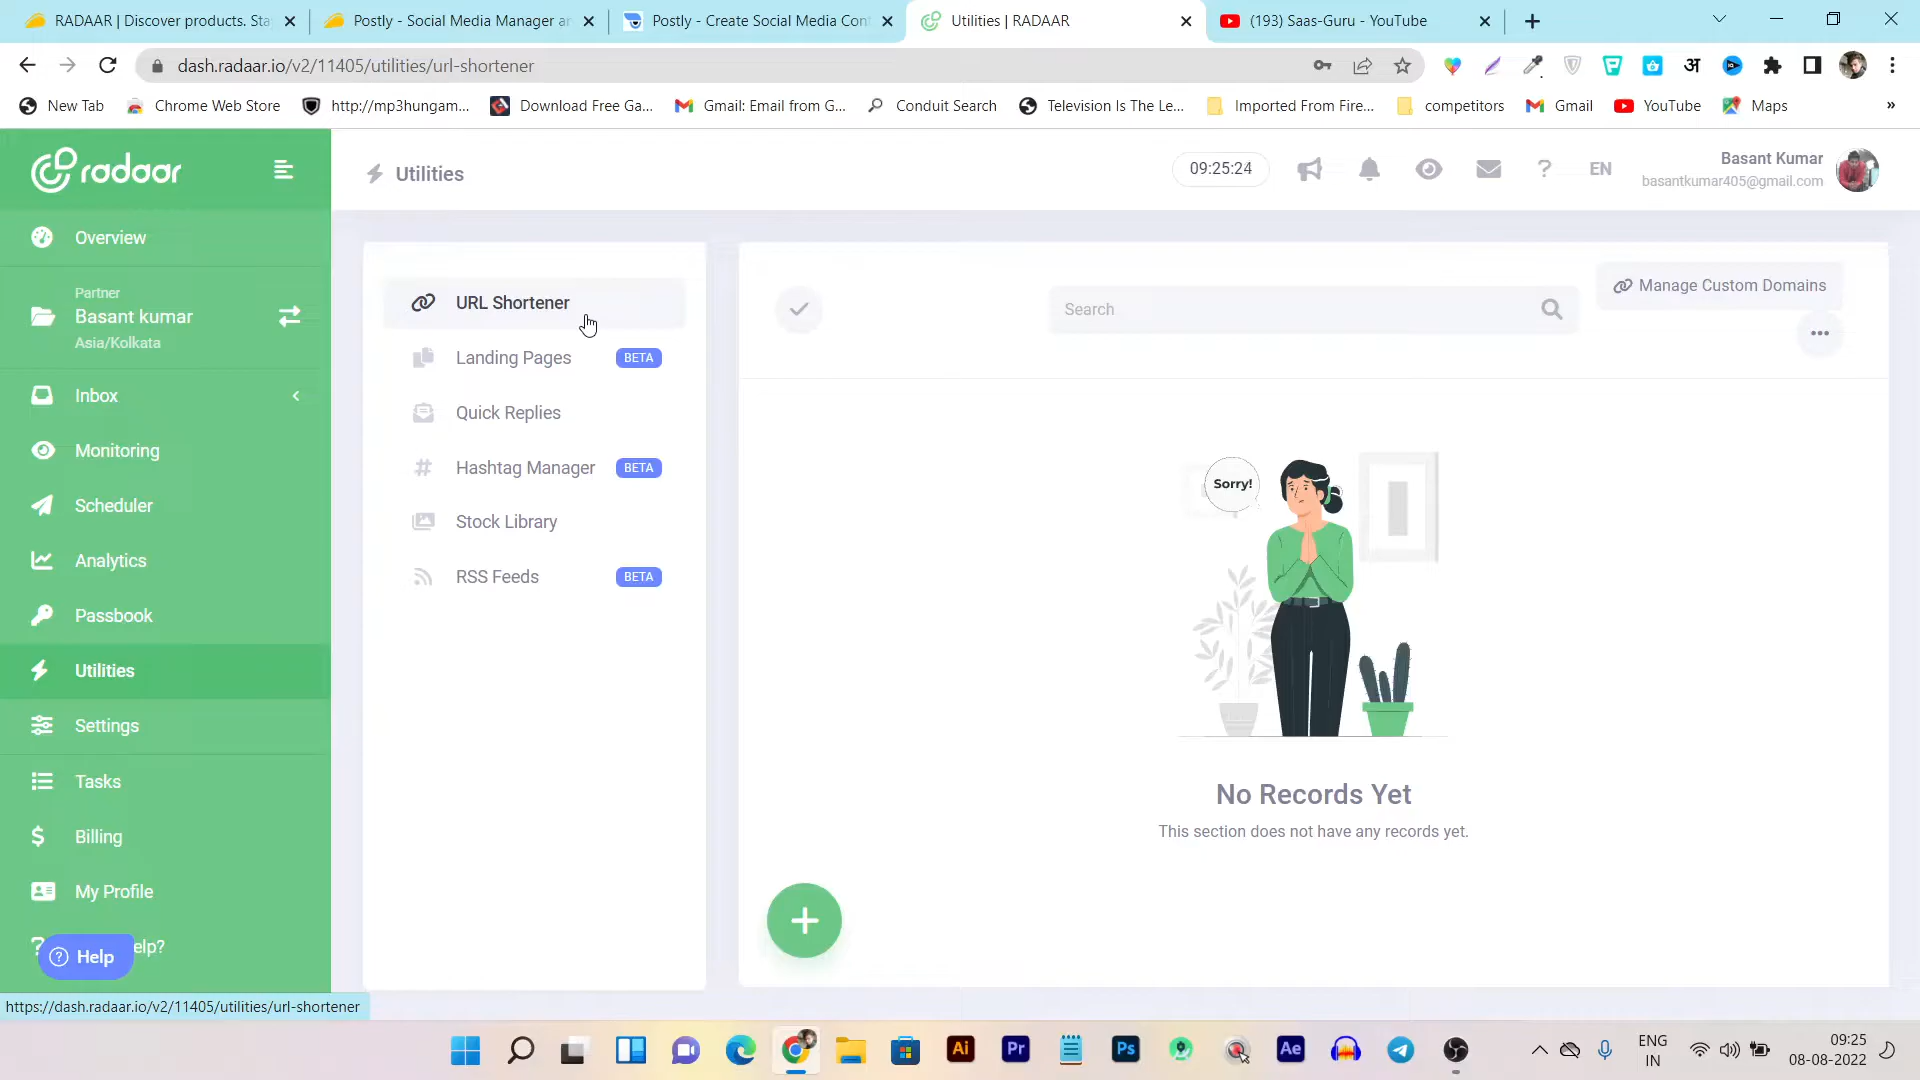 RADAAR | Discover products. Sta
Postly - Social Media Manager a
Postly - Create Social Media Con
Utilities | RADAAR
(193) Saas-Guru - YouTube
dash.radaar.io/v2/11405/utilities/url-shortener
New Tab
Chrome Web Store
http://mp3hungam...
Download Free Ga...
Gmail: Email from G...
Conduit Search
Television Is The Le...
Imported From Fire...
competitors
Gmail
YouTube
Maps
»
radaar
Utilities
09:25:24
EN
Basant Kumar
basantkumar405@gmail.com
Overview
Partner
Basant kumar
Asia/Kolkata
Inbox
Monitoring
Scheduler
Analytics
Passbook
Utilities
Settings
Tasks
Billing
My Profile
elp?
Help
URL Shortener
Landing Pages BETA
Quick Replies
Hashtag Manager BETA
Stock Library
RSS Feeds BETA
Search
Manage Custom Domains
Sorry!
No Records Yet
This section does not have any records yet.
https://dash.radaar.io/v2/11405/utilities/url-shortener
Ai
Pr
Ps
Ae
ENG
IN
09:25
08-08-2022